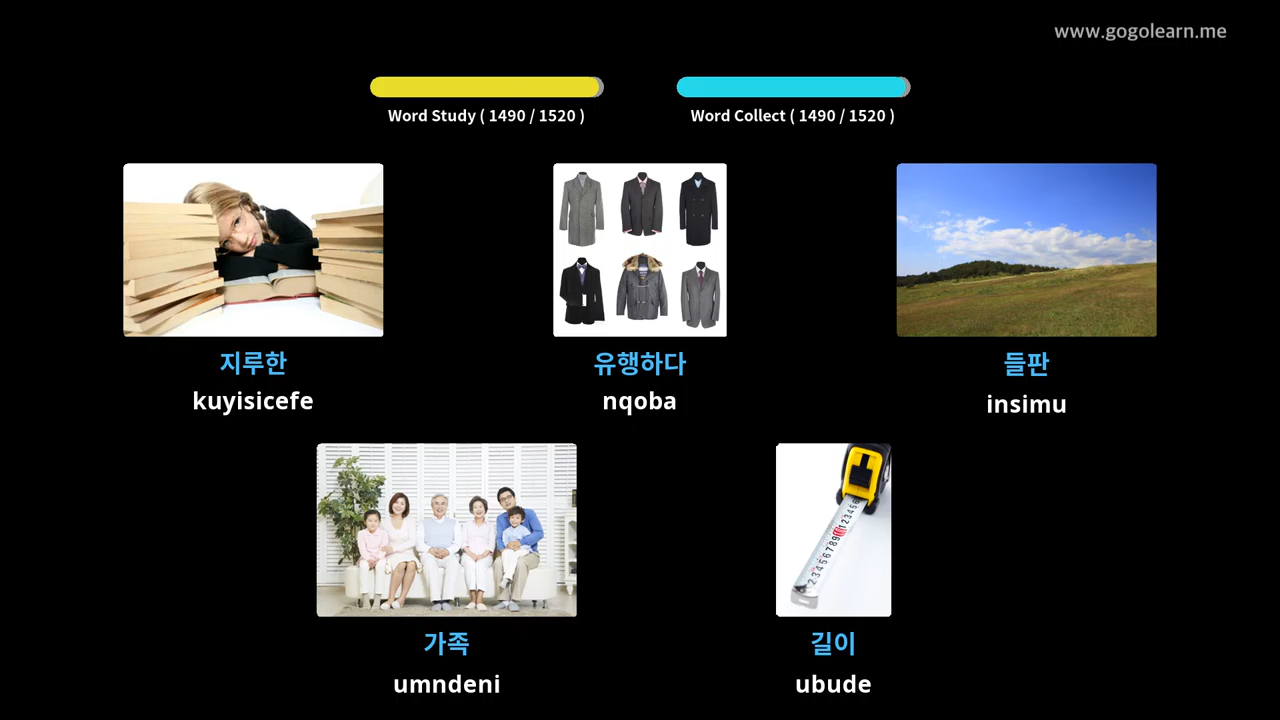 www.gogolearn.me
Word Study ( 1490 / 1520 )
Word Collect ( 1490 / 1520 )
지루한
kuyisicefe
유행하다
nqoba
들판
insimu
가족
umndeni
길이
ubude